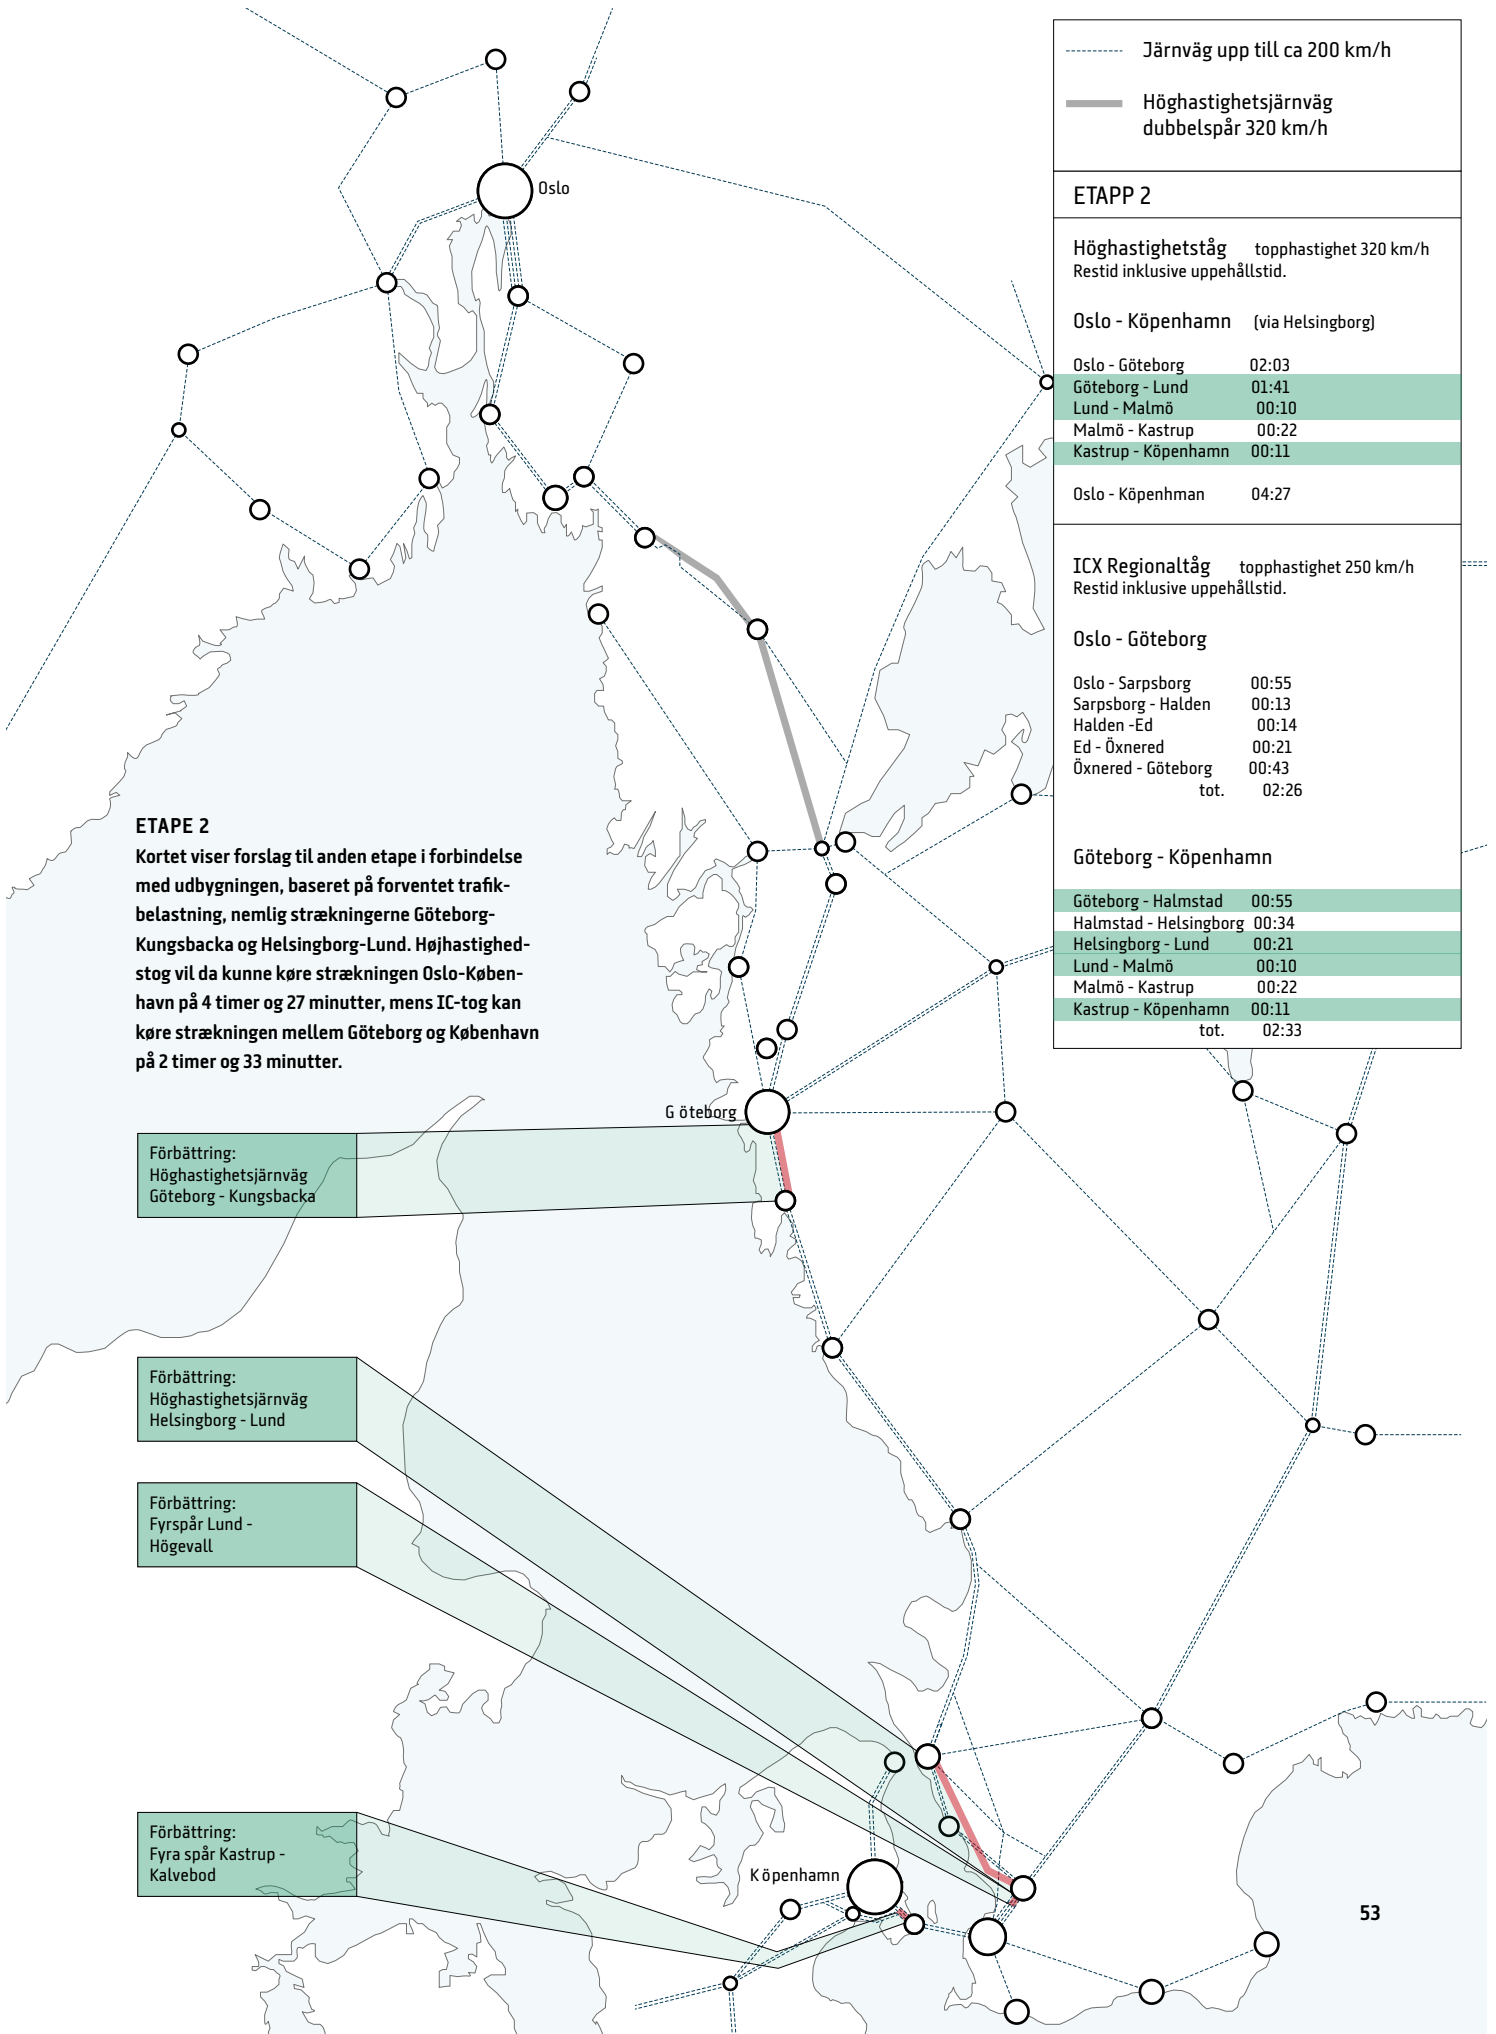 Järnväg upp till ca 200 km/h
Höghastighetsjärnväg
dubbelspår 320 km/h
ETAPP 2
Höghastighetståg topphastighet 320 km/h
Restid inklusive uppehållstid.
Oslo - Köpenhamn (via Helsingborg)
Oslo - Göteborg 02:03
Göteborg - Lund 01:41
Lund - Malmö 00:10
Malmö - Kastrup 00:22
Kastrup - Köpenhamn 00:11
Oslo - Köpenhman 04:27
ICX Regionaltåg topphastighet 250 km/h
Restid inklusive uppehållstid.
Oslo - Göteborg
Oslo - Sarpsborg 00:55
Sarpsborg - Halden 00:13
Halden -Ed 00:14
Ed - Öxnered 00:21
Öxnered - Göteborg 00:43
tot. 02:26
Göteborg - Köpenhamn
Göteborg - Halmstad 00:55
Halmstad - Helsingborg 00:34
Helsingborg - Lund 00:21
Lund - Malmö 00:10
Malmö - Kastrup 00:22
Kastrup - Köpenhamn 00:11
tot. 02:33
Oslo
ETAPE 2
Kortet viser forslag til anden etape i forbindelse
med udbygningen, baseret på forventet trafik-
belastning, nemlig strækningerne Göteborg-
Kungsbacka og Helsingborg-Lund. Højhastighed-
stog vil da kunne køre strækningen Oslo-Køben-
havn på 4 timer og 27 minutter, mens IC-tog kan
køre strækningen mellem Göteborg og København
på 2 timer og 33 minutter.
G öteborg
Förbättring:
Höghastighetsjärnväg
Göteborg - Kungsbacka
Förbättring:
Höghastighetsjärnväg
Helsingborg - Lund
Förbättring:
Fyrspår Lund -
Högevall
Förbättring:
Fyra spår Kastrup -
Kalvebod
K öpenhamn
53